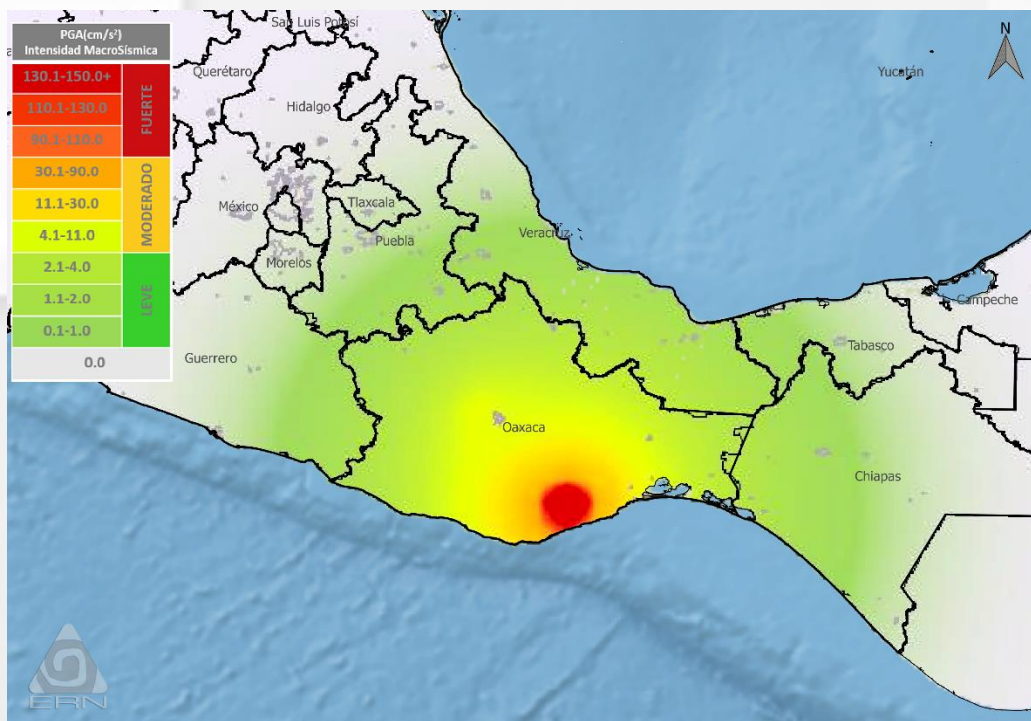 PGA(cm/s²)
Intensidad MacroSísmica
130.1-150.0+
110.1-130.0
90.1-110.0
FUERTE
30.1-90.0
11.1-30.0
4.1-11.0
MODERADO
2.1-4.0
1.1-2.0
0.1-1.0
LEVE
0.0
San Luis Potosí
Querétaro
Hidalgo
México
Tlaxcala
Puebla
Morelos
Veracruz
Guerrero
Oaxaca
Yucatán
Campeche
Tabasco
Chiapas
N
ERN